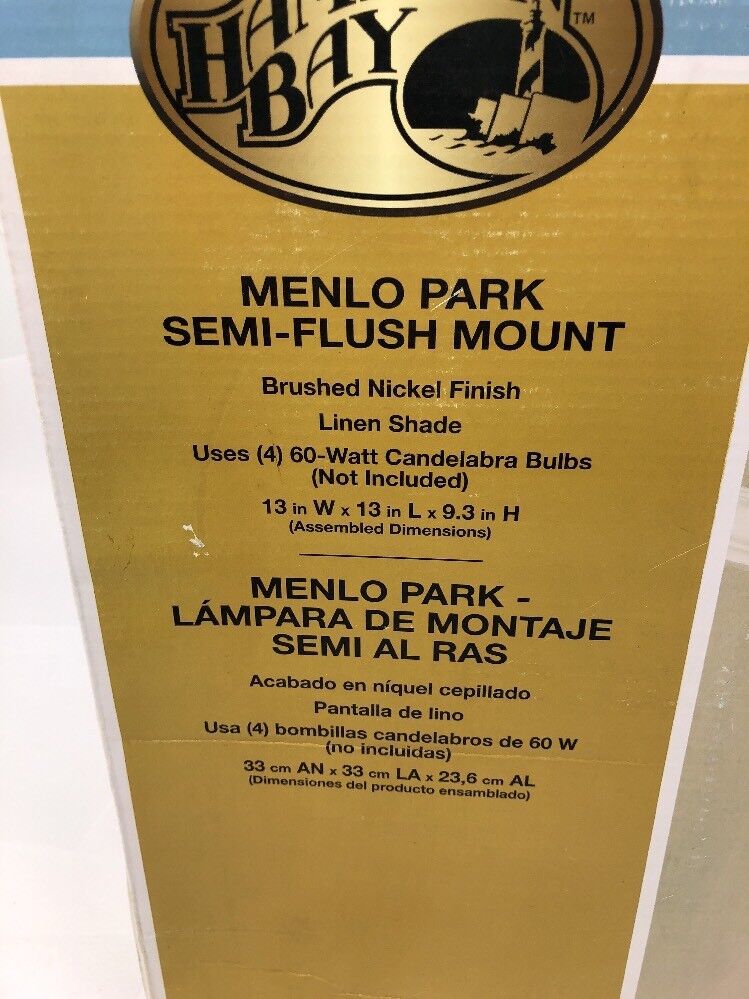 HAMPTON
BAY
TM
MENLO PARK
SEMI-FLUSH MOUNT
Brushed Nickel Finish
Linen Shade
Uses (4) 60-Watt Candelabra Bulbs
(Not Included)
13 in W x 13 in L x 9.3 in H
(Assembled Dimensions)
MENLO PARK -
LÁMPARA DE MONTAJE
SEMI AL RAS
Acabado en níquel cepillado
Pantalla de lino
Usa (4) bombillas candelabros de 60 W
(no incluidas)
33 cm AN x 33 cm LA x 23,6 cm AL
(Dimensiones del producto ensamblado)